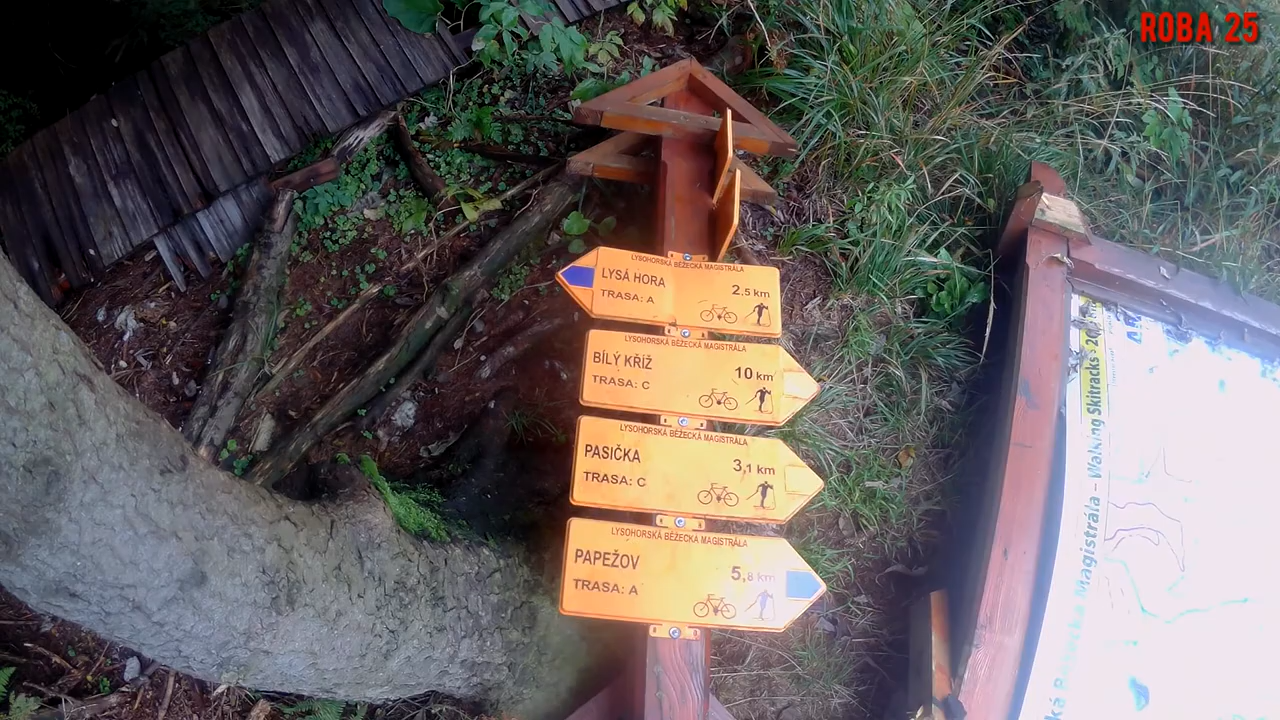 ROBA 25
LYSOHORSKÁ BĚŽECKÁ MAGISTRÁLA
LYSÁ HORA 2.5 km
TRASA: A
LYSOHORSKÁ BĚŽECKÁ MAGISTRÁLA
BÍLÝ KŘÍŽ 10 km
TRASA: C
LYSOHORSKÁ BĚŽECKÁ MAGISTRÁLA
PASIČKA 3,1 km
TRASA: C
LYSOHORSKÁ BĚŽECKÁ MAGISTRÁLA
PAPEŽOV 5,8 km
TRASA: A
Magistrála - Walking Skitracks